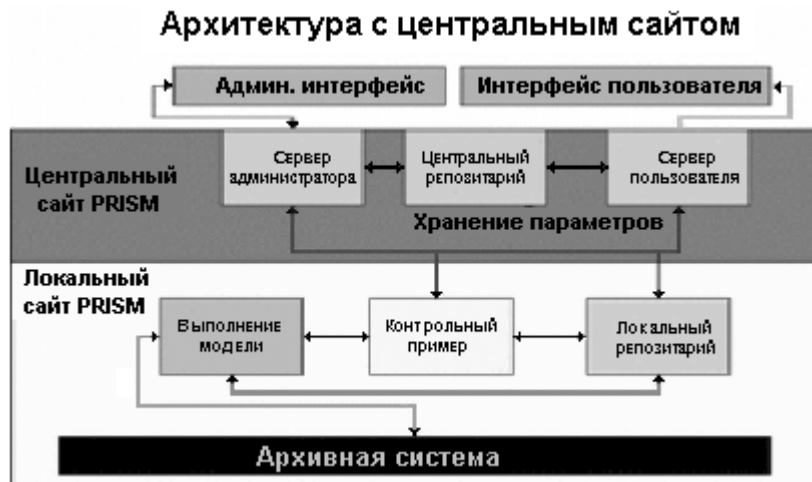 Архитектура с центральным сайтом
Админ. интерфейс
Интерфейс пользователя
Центральный
сайт PRISM
Сервер
администратора
Центральный
репозитарий
Сервер
пользователя
Хранение параметров
Локальный
сайт PRISM
Выполнение
модели
Контрольный
пример
Локальный
репозитарий
Архивная система